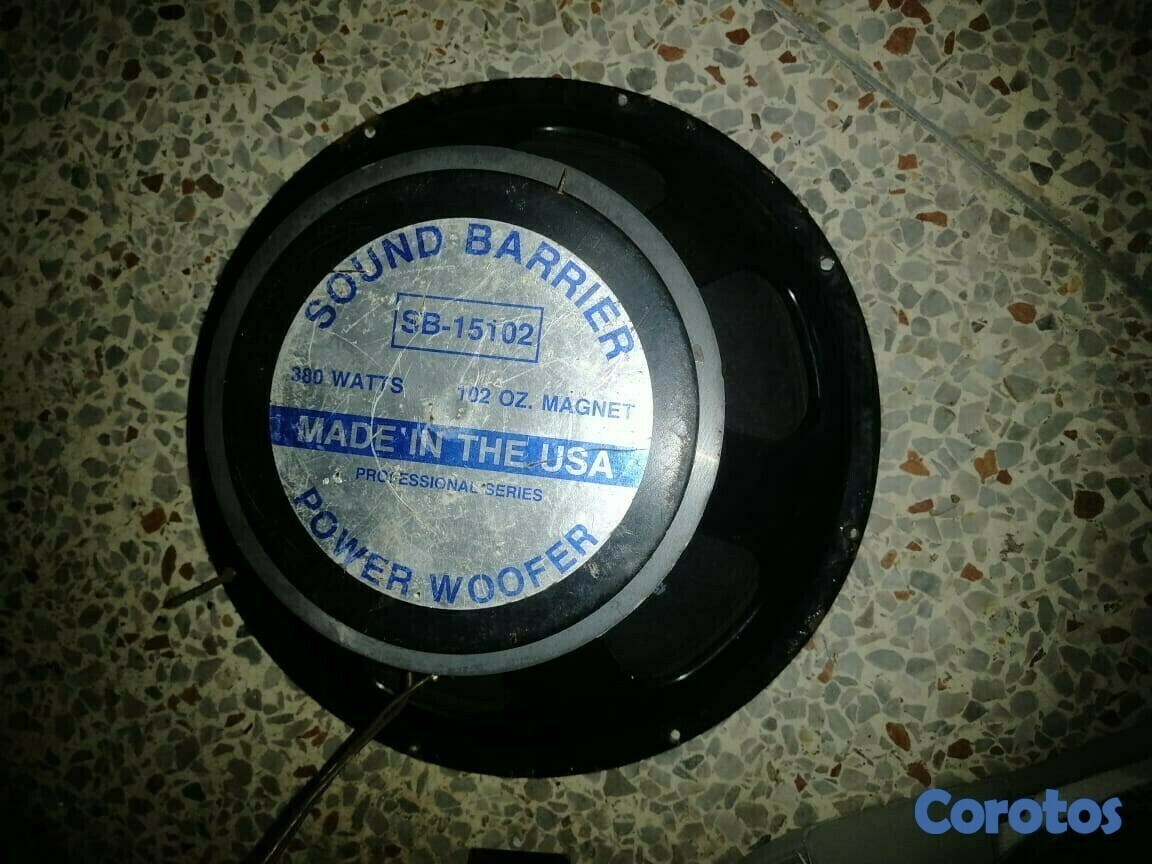 SOUND BARRIER
SB-15102
380 WATTS 102 OZ. MAGNET
MADE IN THE USA
PROFESSIONAL SERIES
POWER WOOFER
Corotos